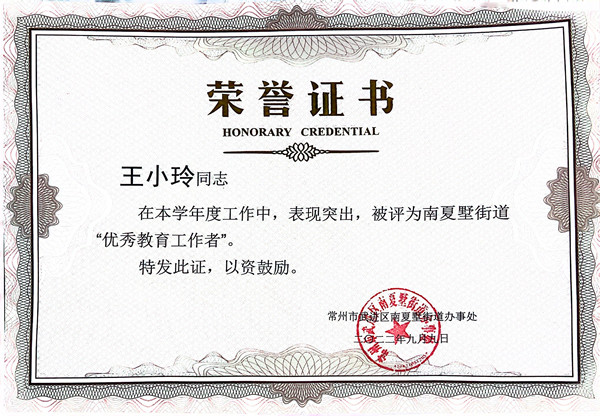 荣誉证书
HONORARY CREDENTIAL
王小玲同志
在本学年度工作中，表现突出，被评为南夏墅街道
“优秀教育工作者”。
特发此证，以资鼓励。
常州市武进区南夏墅街道办事处
二〇二二年九月九日